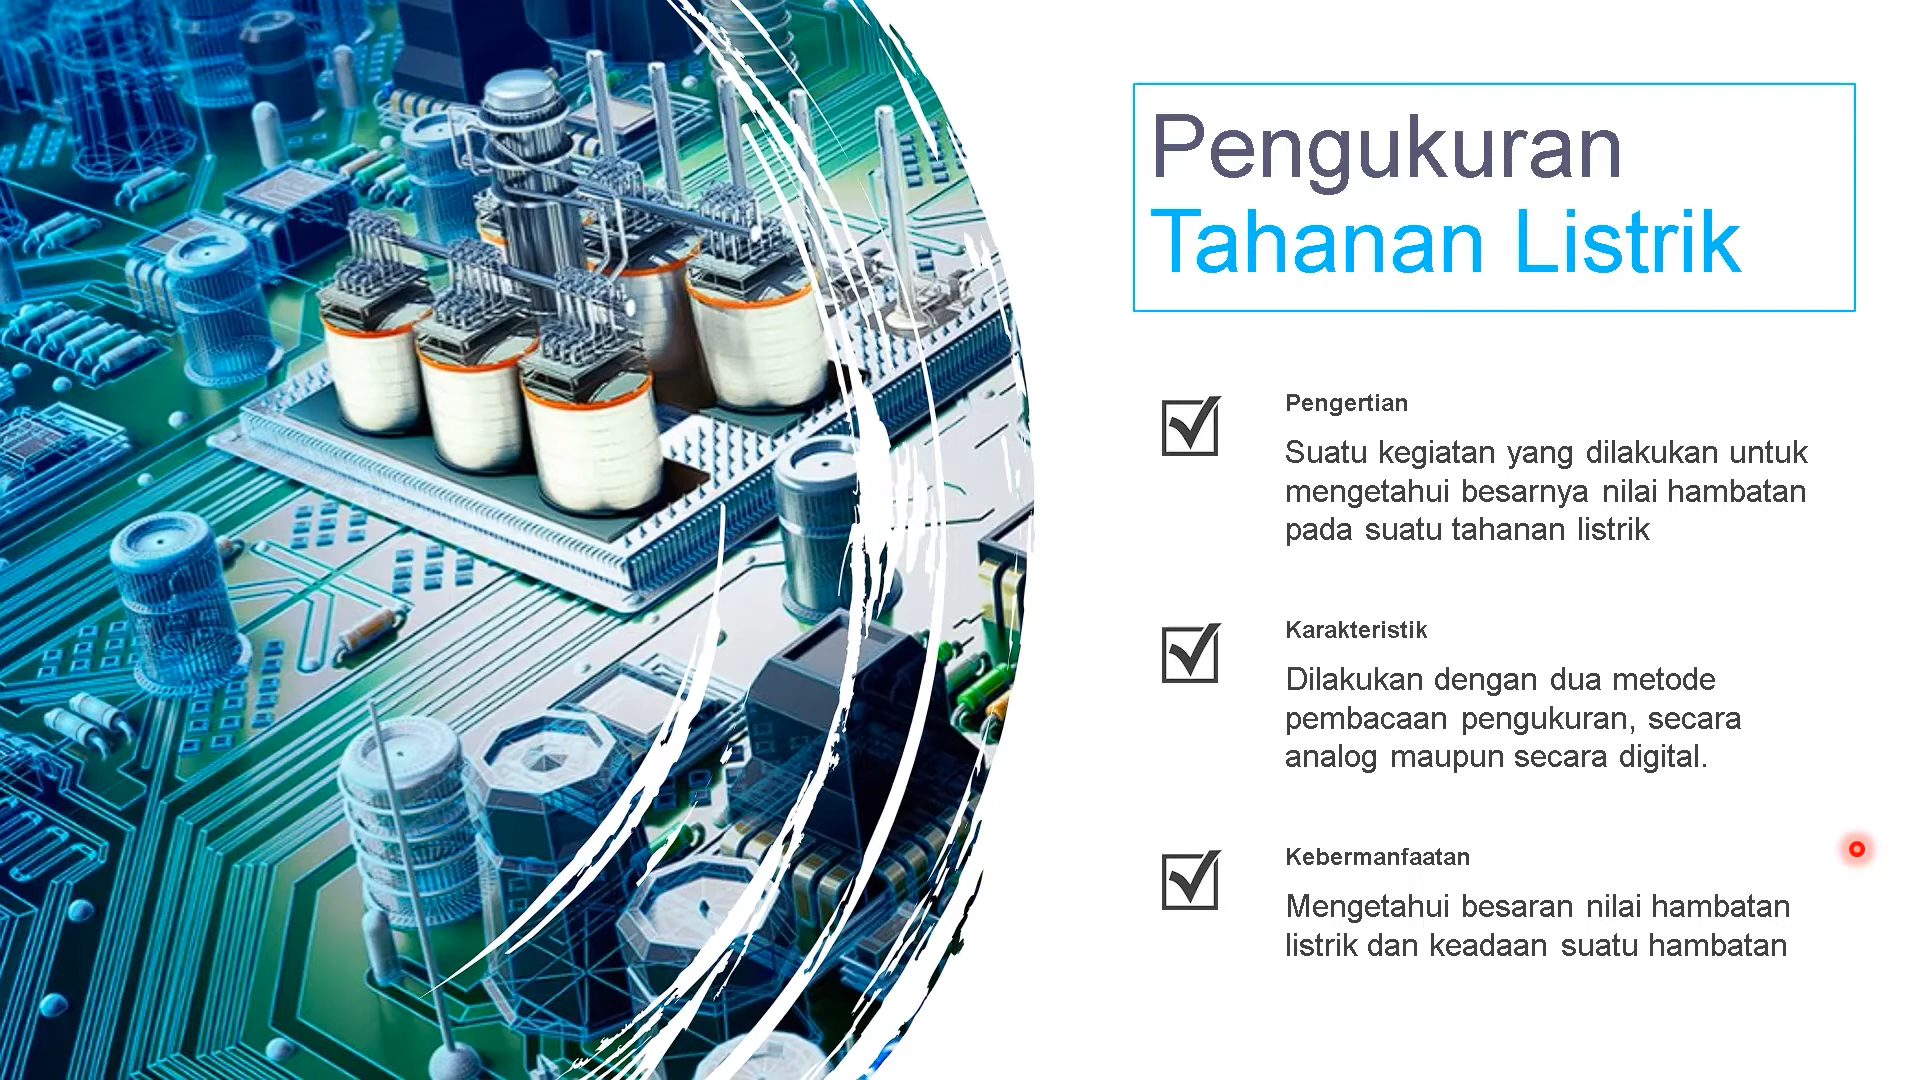 Pengukuran
Tahanan Listrik
Pengertian
Suatu kegiatan yang dilakukan untuk
mengetahui besarnya nilai hambatan
pada suatu tahanan listrik
Karakteristik
Dilakukan dengan dua metode
pembacaan pengukuran, secara
analog maupun secara digital.
Kebermanfaatan
Mengetahui besaran nilai hambatan
listrik dan keadaan suatu hambatan